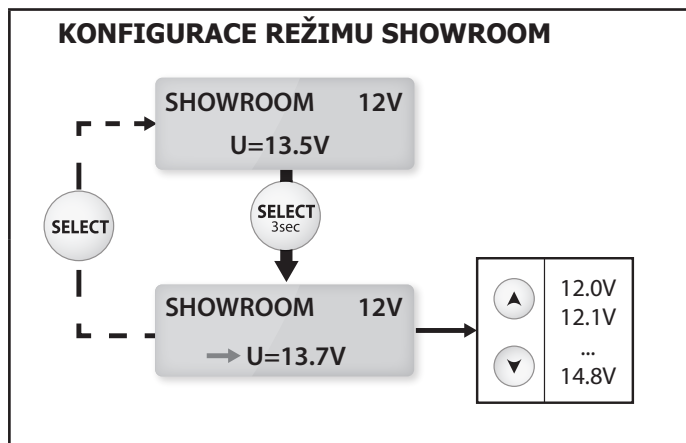 KONFIGURACE REŽIMU SHOWROOM
SHOWROOM 12V
U=13.5V
SELECT
SELECT
3sec
SHOWROOM 12V
U=13.7V
12.0V
12.1V
...
14.8V